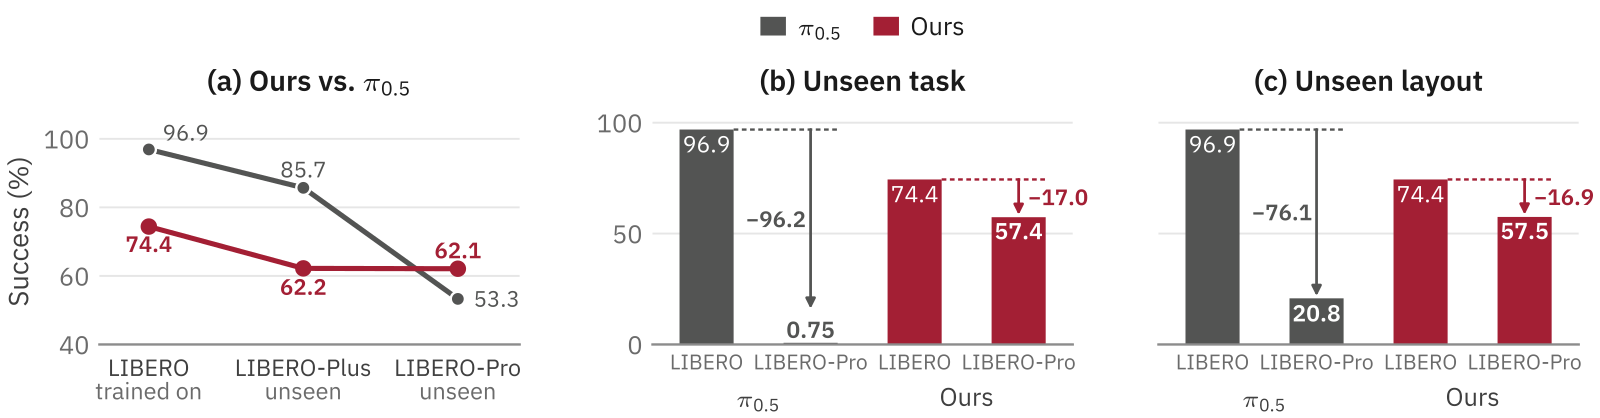 π0.5 Ours
(a) Ours vs. π0.5
Success (%)
100
80
60
40
96.9
85.7
53.3
74.4
62.2
62.1
LIBERO LIBERO-Plus LIBERO-Pro
trained on unseen unseen
(b) Unseen task
100
50
0
96.9
−96.2
0.75
74.4
−17.0
57.4
LIBERO LIBERO-Pro LIBERO LIBERO-Pro
π0.5 Ours
(c) Unseen layout
96.9
−76.1
20.8
74.4
−16.9
57.5
LIBERO LIBERO-Pro LIBERO LIBERO-Pro
π0.5 Ours